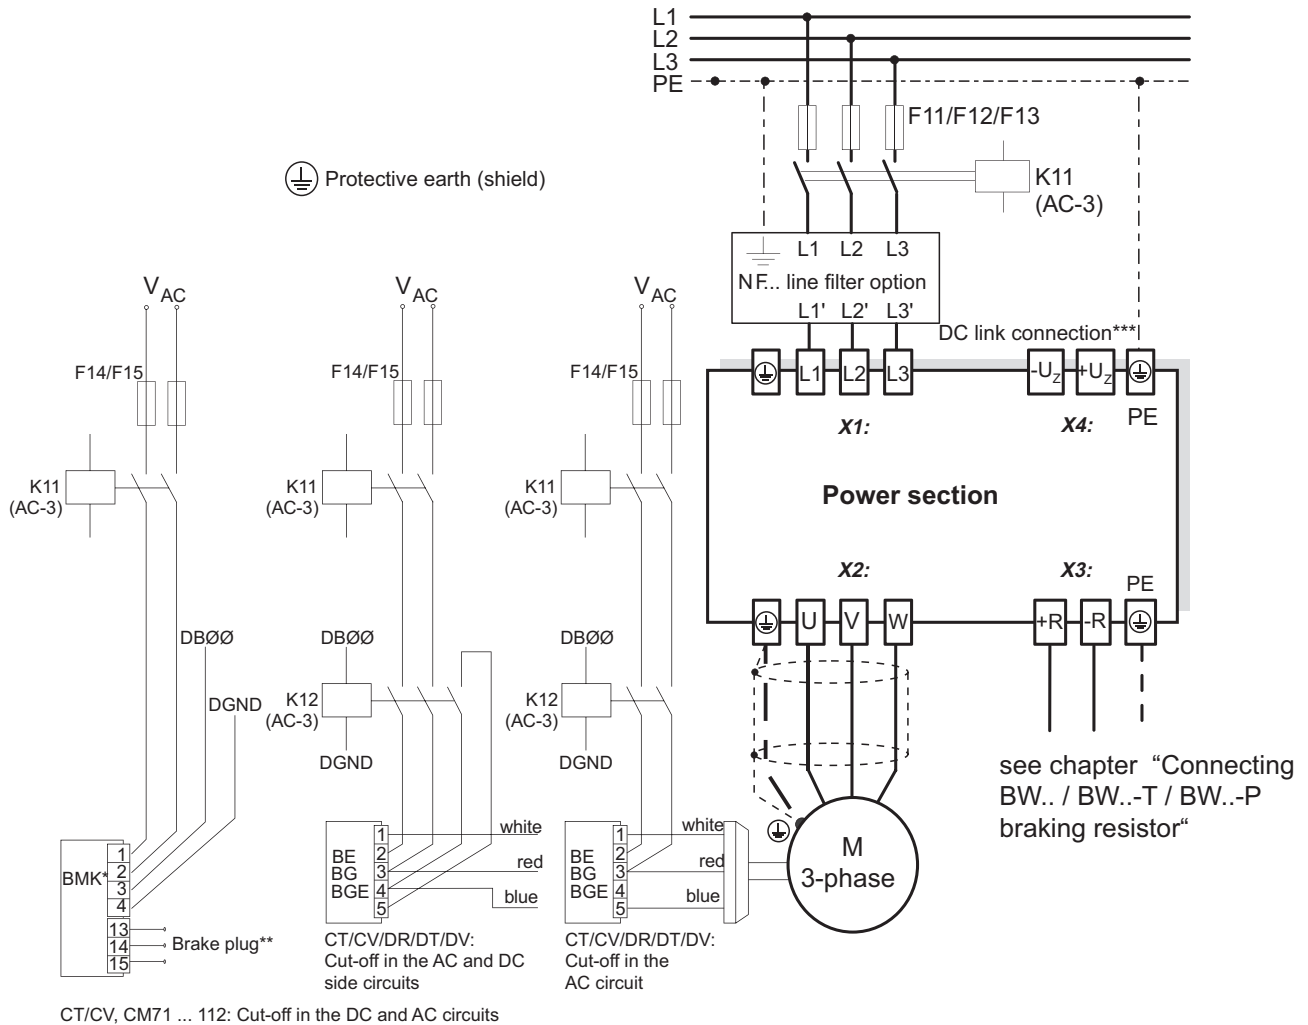 L1
L2
L3
PE
F11/F12/F13
K11
(AC-3)
Protective earth (shield)
L1 L2 L3
NF... line filter option
L1' L2' L3'
DC link connection***
L1 L2 L3 -UZ +UZ
X1: X4: PE
Power section
X2: X3: PE
U V W +R -R
see chapter “Connecting
BW.. / BW..-T / BW..-P
braking resistor“
M
3-phase
VAC
F14/F15
K11
(AC-3)
DBØØ
DGND
BMK*
1
2
3
4
13
14
15
Brake plug**
CT/CV, CM71 ... 112: Cut-off in the DC and AC circuits
VAC
F14/F15
K11
(AC-3)
DBØØ
K12
(AC-3)
DGND
BE
BG
BGE
1
2
3
4
5
white
red
blue
CT/CV/DR/DT/DV:
Cut-off in the AC and DC
side circuits
VAC
F14/F15
K11
(AC-3)
DBØØ
K12
(AC-3)
DGND
BE
BG
BGE
1
2
3
4
5
white
red
blue
CT/CV/DR/DT/DV:
Cut-off in the
AC circuit